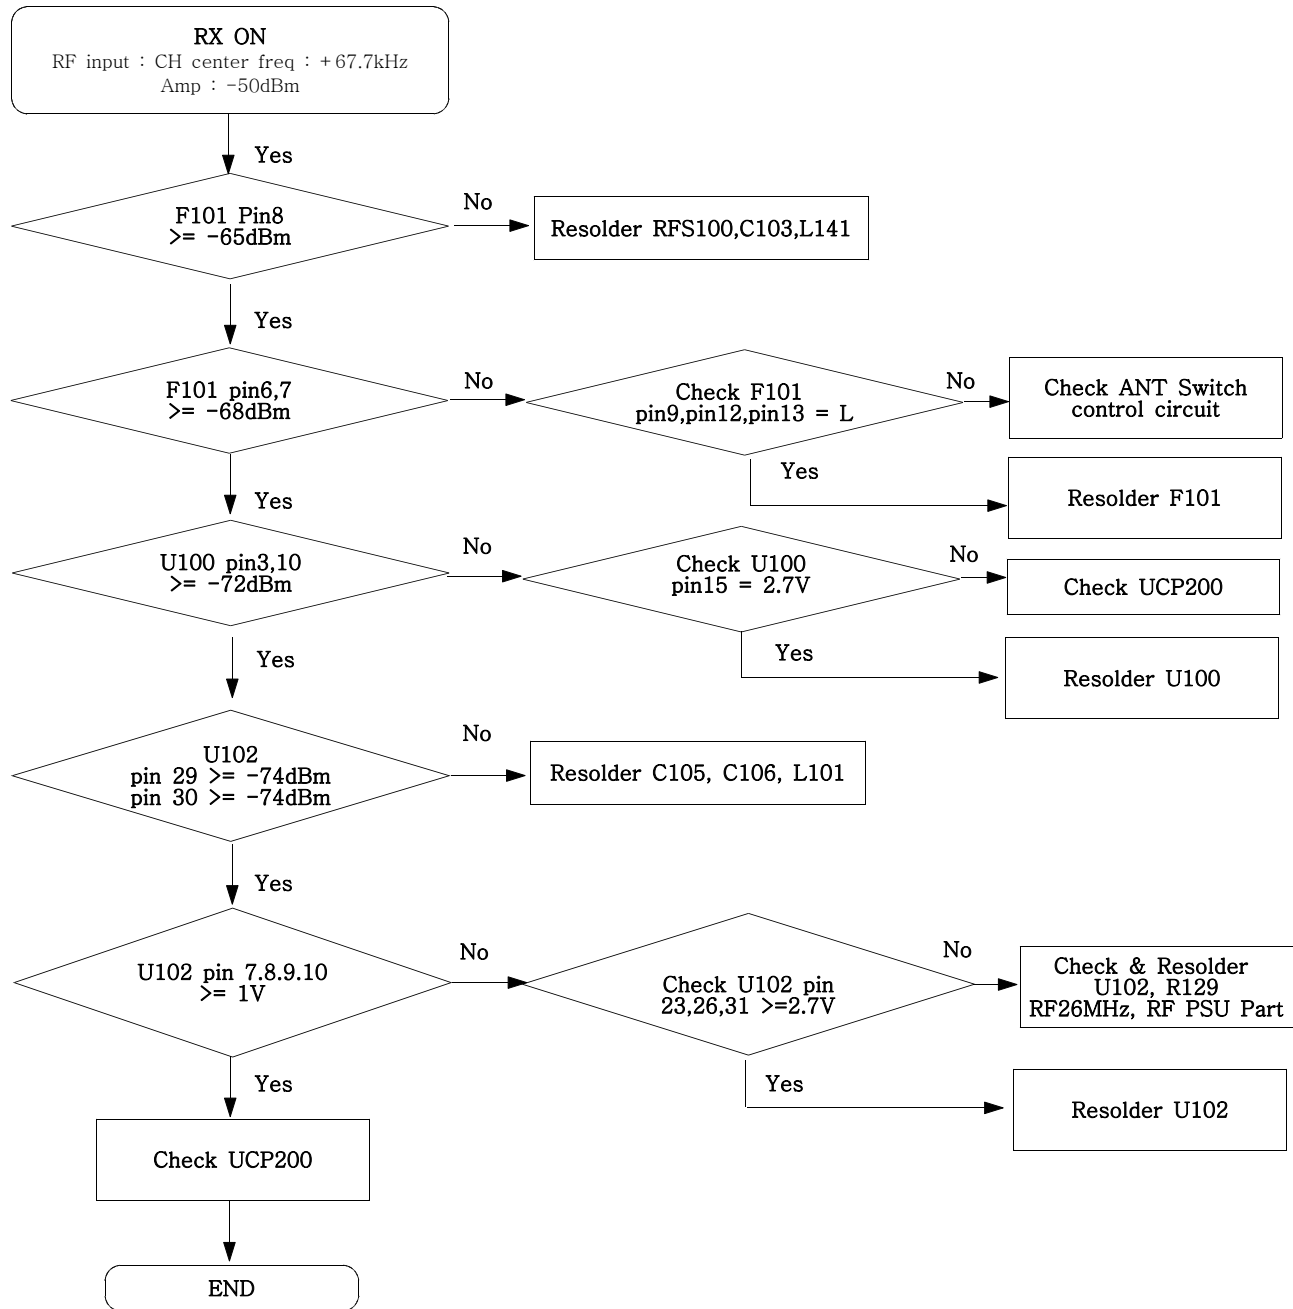 RX ON
RF input : CH center freq : +67.7kHz
Amp : -50dBm
Yes
F101 Pin8
>= -65dBm
No
Resolder RFS100,C103,L141
Yes
F101 pin6,7
>= -68dBm
No
Check F101
pin9,pin12,pin13 = L
No
Check ANT Switch
control circuit
Yes
Resolder F101
Yes
U100 pin3,10
>= -72dBm
No
Check U100
pin15 = 2.7V
No
Check UCP200
Yes
Resolder U100
Yes
U102
pin 29 >= -74dBm
pin 30 >= -74dBm
No
Resolder C105, C106, L101
Yes
U102 pin 7.8.9.10
>= 1V
No
Check U102 pin
23,26,31 >=2.7V
No
Check & Resolder
U102, R129
RF26MHz, RF PSU Part
Yes
Resolder U102
Yes
Check UCP200
END